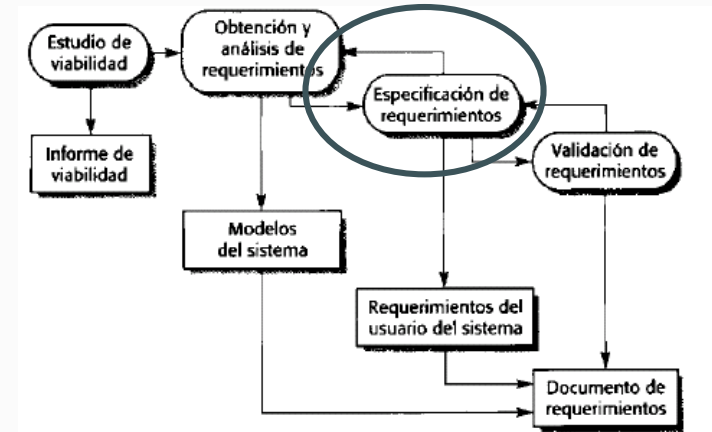 Estudio de
viabilidad
Obtención y
análisis de
requerimientos
Especificación de
requerimientos
Validación de
requerimientos
Informe de
viabilidad
Modelos
del sistema
Requerimientos del
usuario del sistema
Documento de
requerimientos